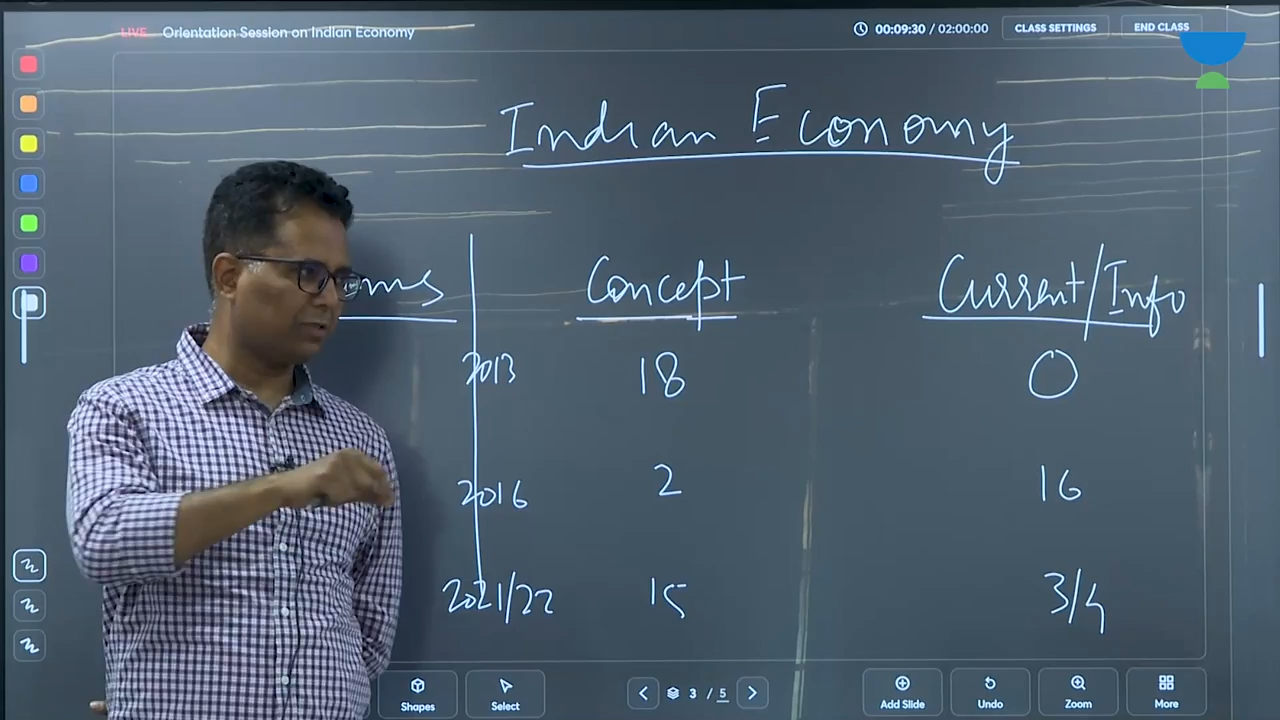 LIVE Orientation Session on Indian Economy
00:09:30 / 02:00:00
CLASS SETTINGS
END CLASS
Indian Economy
Concept
Current/Info
2013 18 0
2016 2 16
2021/22 15 3/4
Shapes
Select
3 / 5
Add Slide
Undo
Zoom
More